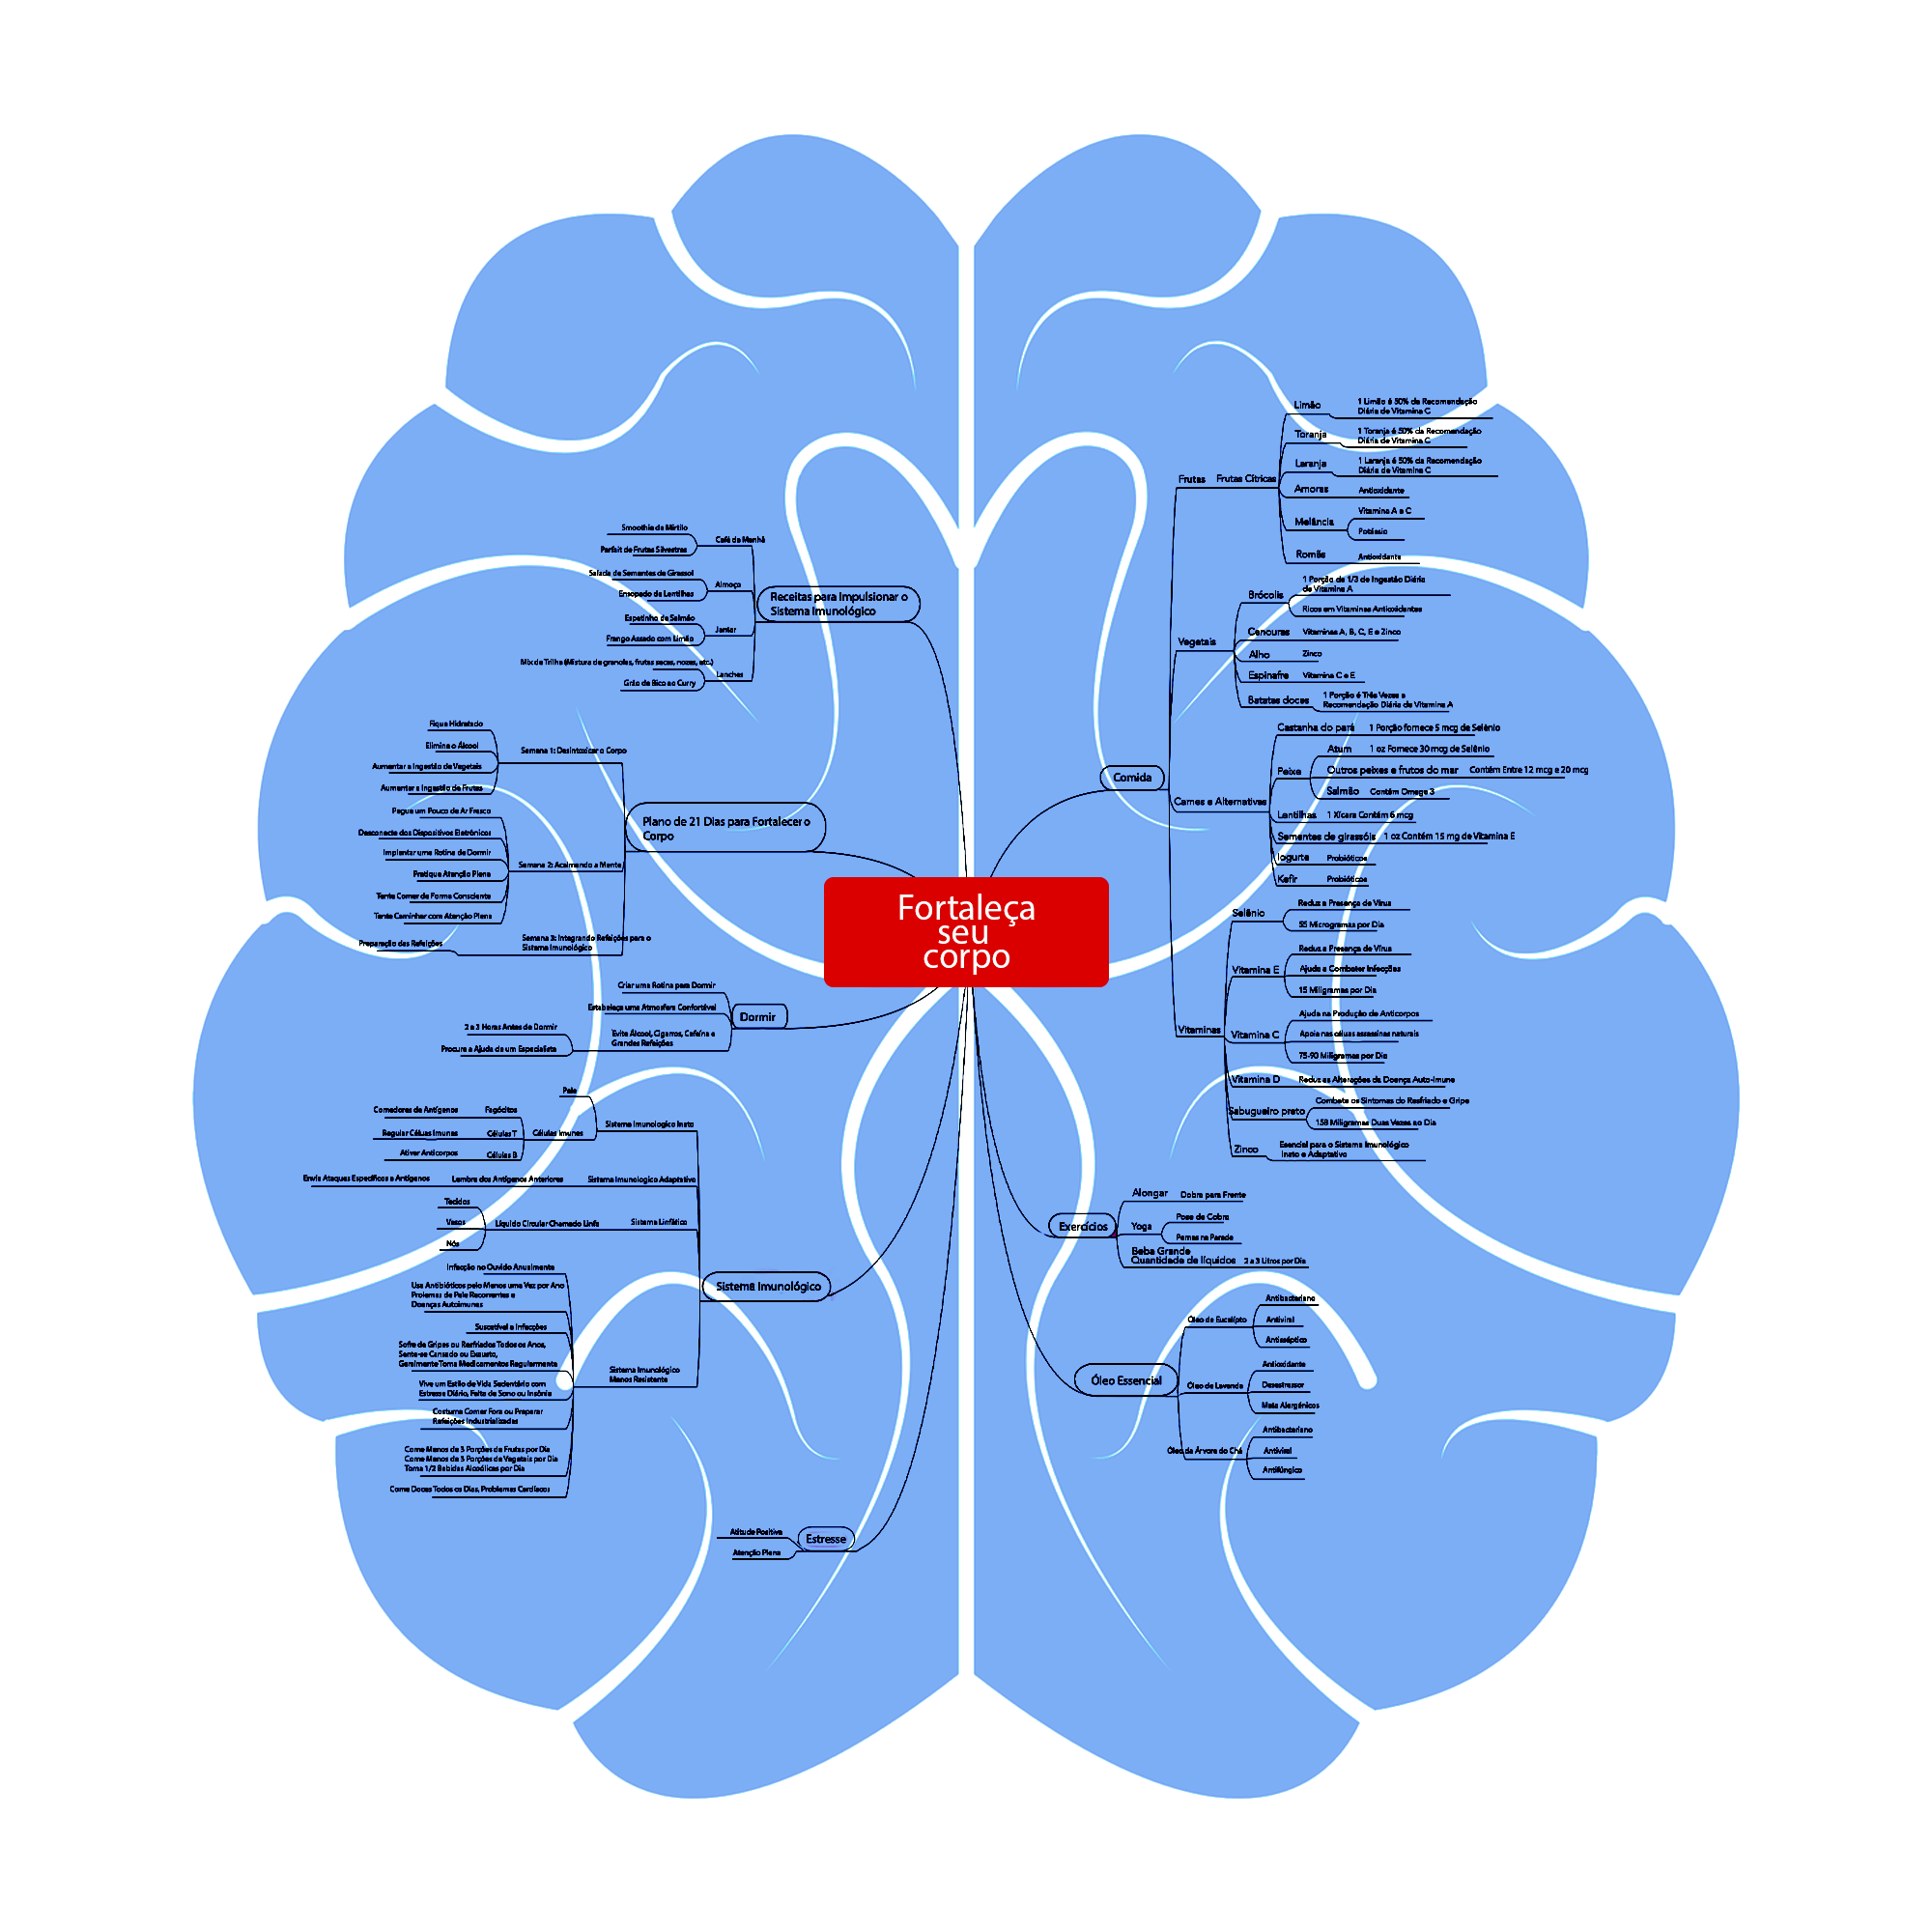 Fortaleça
seu
corpo
Receitas para Impulsionar o
Sistema Imunológico
Café da Manhã
Smoothie de Mirtilo
Parfait de Frutas Silvestres
Almoço
Salada de Sementes de Girassol
Ensopado de Lentilhas
Jantar
Espetinho de Salmão
Frango Assado com Limão
Lanches
Mix de Trilha (Mistura de granolas, frutas secas, nozes, etc.)
Grão de Bico ao Curry
Plano de 21 Dias para Fortalecer o
Corpo
Semana 1: Desintoxicar o Corpo
Fique Hidratado
Elimine o Álcool
Aumentar a Ingestão de Vegetais
Aumentar a Ingestão de Frutas
Semana 2: Acalmando a Mente
Pegue um Pouco de Ar Fresco
Desconecte dos Dispositivos Eletrônicos
Implantar uma Rotina de Dormir
Pratique Atenção Plena
Tente Comer de Forma Consciente
Tente Caminhar com Atenção Plena
Semana 3: Integrando Refeições para o
Sistema Imunológico
Preparação das Refeições
Dormir
Criar uma Rotina para Dormir
Estabeleça uma Atmosfera Confortável
Evite Álcool, Cigarros, Cafeína e
Grandes Refeições
2 a 3 Horas Antes de Dormir
Procure a Ajuda de um Especialista
Sistema Imunológico
Sistema Imunologico Inato
Pele
Células Imunes
Fagócitos
Comedores de Antígenos
Células T
Regular Céluas Imunes
Células B
Ativar Anticorpos
Sistema Imunologico Adaptativo
Lembre dos Antígenos Anteriores
Envie Ataques Específicos a Antígenos
Sistema Linfático
Líquido Circular Chamado Linfa
Tecidos
Vasos
Nós
Sistema Imunológico
Menos Resistente
Infecção no Ouvido Anualmente
Usa Antibióticos pelo Menos uma Vez por Ano
Prolemas de Pele Recorrentes e
Doenças Autoimunes
Suscetível a Infecções
Sofre de Gripes ou Resfriados Todos os Anos,
Sente-se Cansado ou Exausto,
Geralmente Toma Medicamentos Regularmente
Vive um Estilo de Vida Sedentário com
Estresse Diário, Falta de Sono ou Insônia
Costuma Comer Fora ou Preparar
Refeições Industrializadas
Come Menos de 3 Porções de Frutas por Dia
Come Menos de 5 Porções de Vegetais por Dia
Toma 1/2 Bebidas Alcoólicas por Dia
Come Doces Todos os Dias, Problemas Cardíacos
Estresse
Atitude Positiva
Atenção Plena
Comida
Frutas
Frutas Cítricas
Limão
1 Limão é 50% da Recomendação
Diária de Vitamina C
Toranja
1 Toranja é 50% da Recomendação
Diária de Vitamina C
Laranja
1 Laranja é 50% da Recomendação
Diária de Vitamina C
Amoras
Antioxidante
Melância
Vitamina A e C
Potássio
Romãs
Antioxidante
Vegetais
Brócolis
1 Porção de 1/3 de Ingestão Diária
de Vitamina A
Ricos em Vitaminas Antioxidantes
Cenouras
Vitaminas A, B, C, E e Zinco
Alho
Zinco
Espinafre
Vitamina C e E
Batatas doces
1 Porção é Três Vezes a
Recomendação Diária de Vitamina A
Carnes e Alternativas
Castanha do pará
1 Porção fornece 5 mcg de Selênio
Peixe
Atum
1 oz Fornece 30 mcg de Selênio
Outros peixes e frutos do mar
Contém Entre 12 mcg e 20 mcg
Salmão
Contém Omega 3
Lentilhas
1 Xícara Contém 6 mcg
Sementes de girassóis
1 oz Contém 15 mg de Vitamina E
Iogurte
Probióticos
Kefir
Probióticos
Vitaminas
Selênio
Reduz a Presença de Vírus
55 Microgramas por Dia
Vitamina E
Reduz a Presença de Vírus
Ajuda a Combater Infecções
15 Miligramas por Dia
Vitamina C
Ajuda na Produção de Anticorpos
Apoia nas céluas assassinas naturais
75-90 Miligramas por Dia
Vitamina D
Reduz as Alterações da Doença Auto-Imune
Sabugueiro preto
Combate os Sintomas do Resfriado e Gripe
158 Miligramas Duas Vezes ao Dia
Zinco
Esencial para o Sistema Imunológico
Inato e Adaptativo
Exercícios
Alongar
Dobra para Frente
Yoga
Pose de Cobra
Pernas na Parede
Beba Grande
Quantidade de líquidos
2 a 3 Litros por Dia
Óleo Essencial
Óleo de Eucalípto
Antibacteriano
Antiviral
Antisséptico
Óleo de Lavanda
Antioxidante
Desestressor
Mata Alergénicos
Óleo de Árvore do Chá
Antibacteriano
Antiviral
Antifúngico